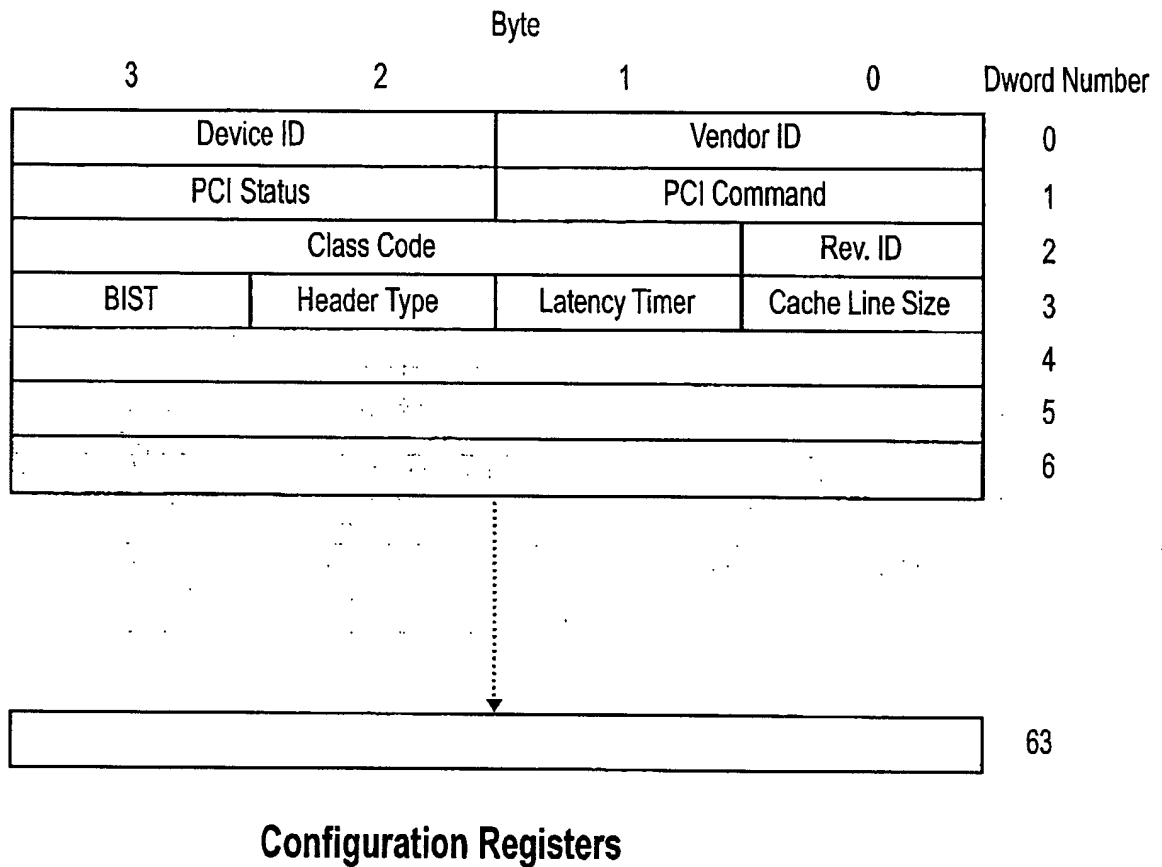 Byte
3 2 1 0 Dword Number
Device ID Vendor ID 0
PCI Status PCI Command 1
Class Code Rev. ID 2
BIST Header Type Latency Timer Cache Line Size 3
4
5
6
63
Configuration Registers